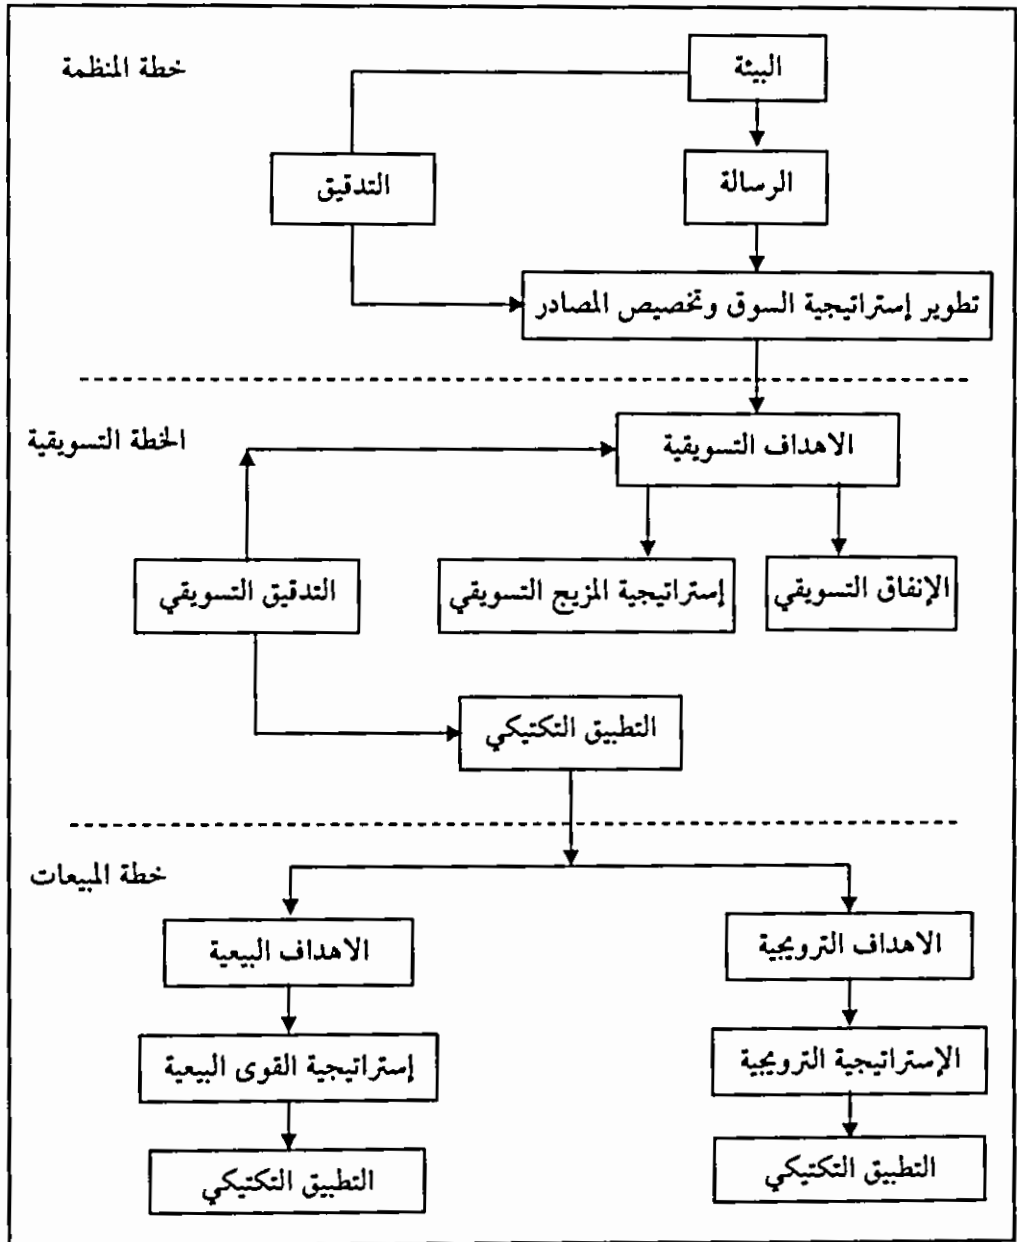 خطة المنظمة
البيئة
التدقيق
الرسالة
تطوير إستراتيجية السوق وتخصيص المصادر
الخطة التسويقية
الاهداف التسويقية
الإنفاق التسويقي
إستراتيجية المزيج التسويقي
التدقيق التسويقي
التطبيق التكتيكي
خطة المبيعات
الاهداف الترويجية
الاهداف البيعية
الإستراتيجية الترويجية
إستراتيجية القوى البيعية
التطبيق التكتيكي
التطبيق التكتيكي